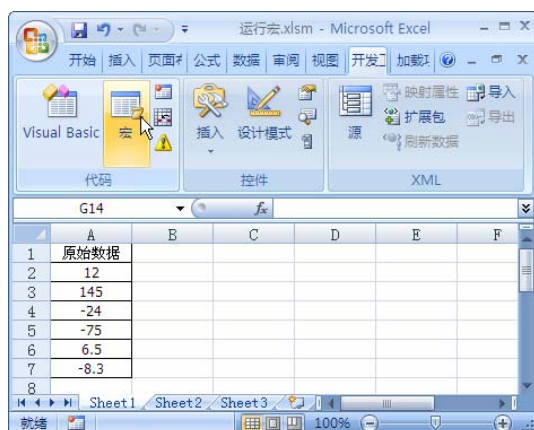 运行宏.xlsm - Microsoft Excel
开始 插入 公式 数据 审阅 视图 开发
Visual Basic 宏 插入 设计模式 源 映射属性 导入
扩展包 导出
刷新数据
代码 控件 XML
G14 fx
A B C D E F
1 原始数据
2 12
3 145
4 -24
5 -75
6 6.5
7 -8.3
8
Sheet1 Sheet2 Sheet3
就绪 100%